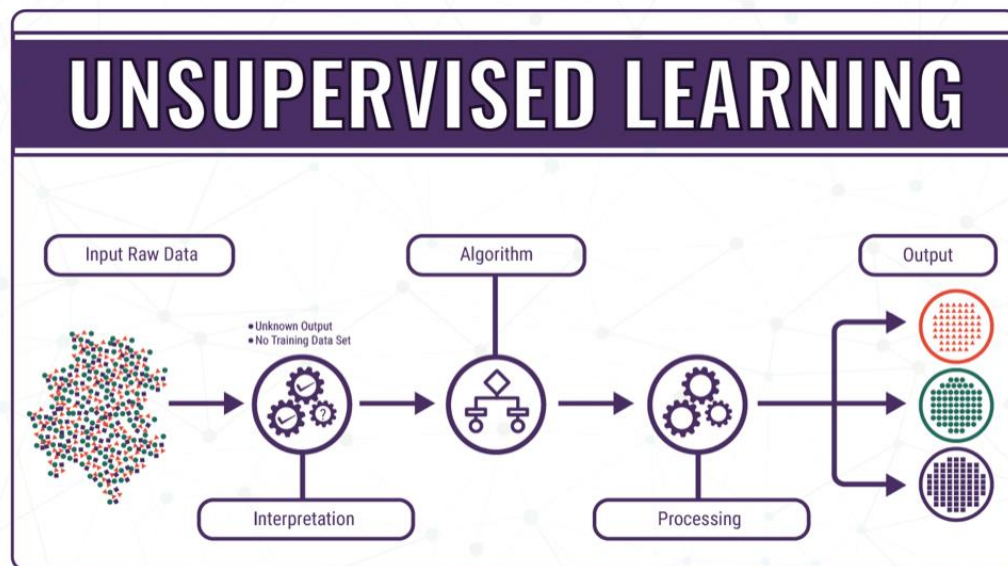 UNSUPERVISED LEARNING
Input Raw Data
Algorithm
Output
• Unknown Output
• No Training Data Set
?
Interpretation
Processing